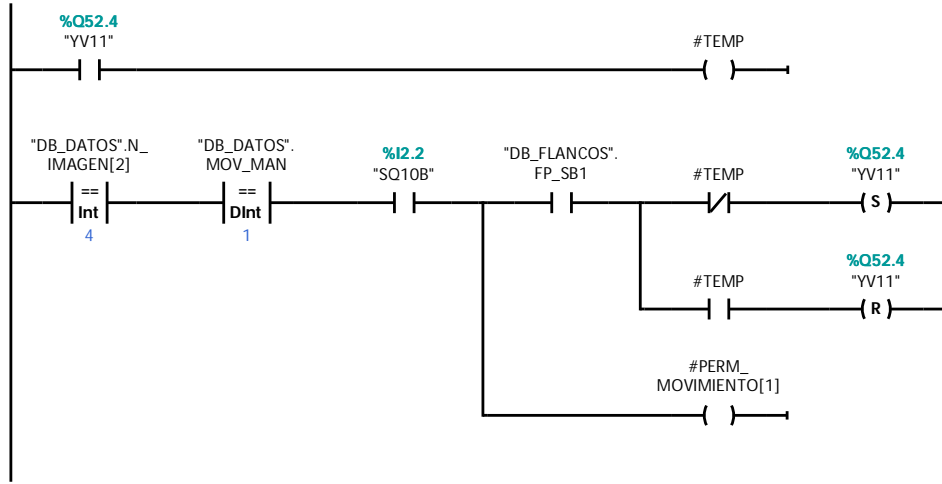 %Q52.4
"YV11"
#TEMP
"DB_DATOS".N_
IMAGEN[2]
==
Int
4
"DB_DATOS".
MOV_MAN
==
DInt
1
%I2.2
"SQ10B"
"DB_FLANCOS".
FP_SB1
#TEMP
%Q52.4
"YV11"
S
#TEMP
%Q52.4
"YV11"
R
#PERM_
MOVIMIENTO[1]